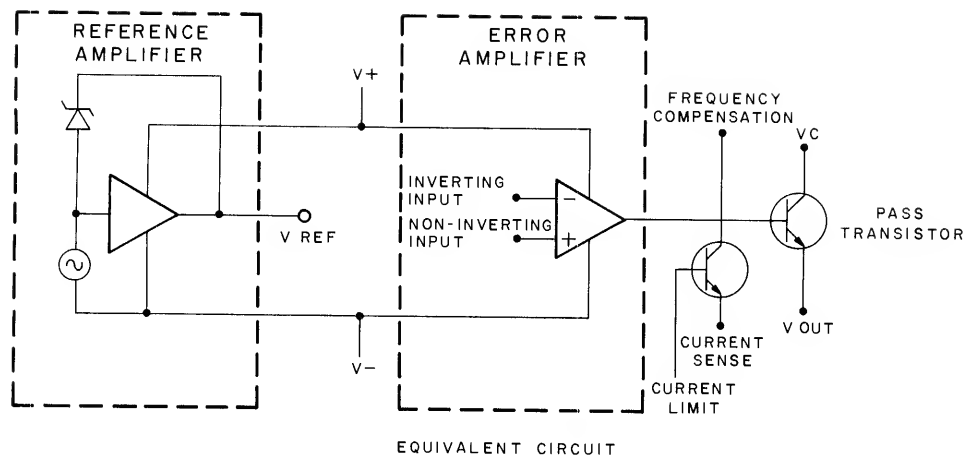 REFERENCE
AMPLIFIER
ERROR
AMPLIFIER
V+
FREQUENCY
COMPENSATION
VC
INVERTING
INPUT
−
NON-INVERTING
INPUT
+
PASS
TRANSISTOR
V REF
V OUT
V−
CURRENT
SENSE
CURRENT
LIMIT
EQUIVALENT CIRCUIT